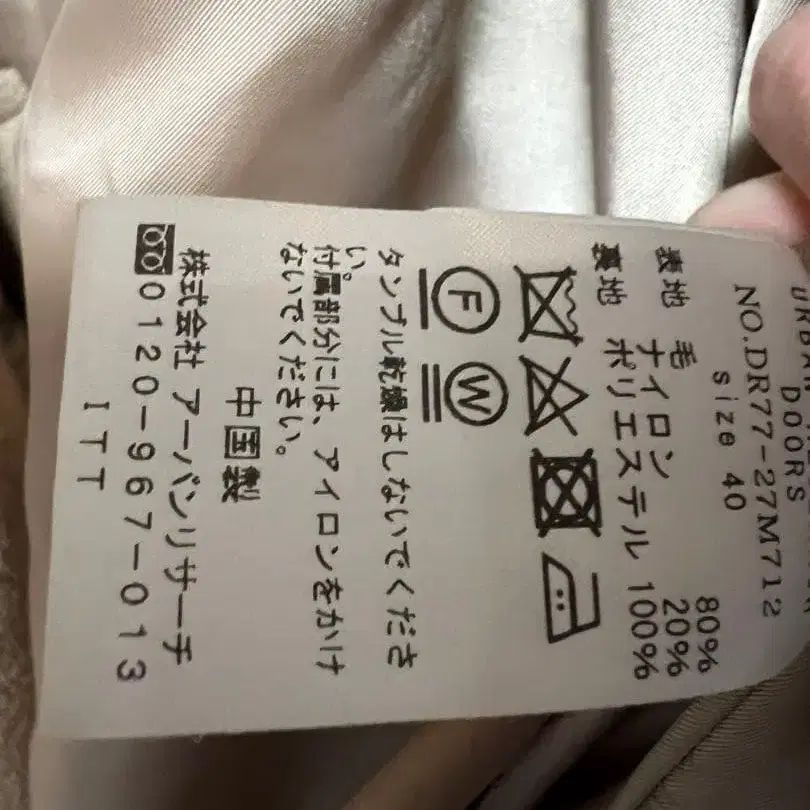 DOORS
NO.DR77-27M712
size 40
表地 毛 80%
ナイロン 20%
裏地 ポリエステル 100%
F
W
タンブル乾燥はしないでくださ
い。
付属部分には、アイロンをかけ
ないでください。
中国製
株式会社 アーバンリサーチ
0120-967-013
ITT